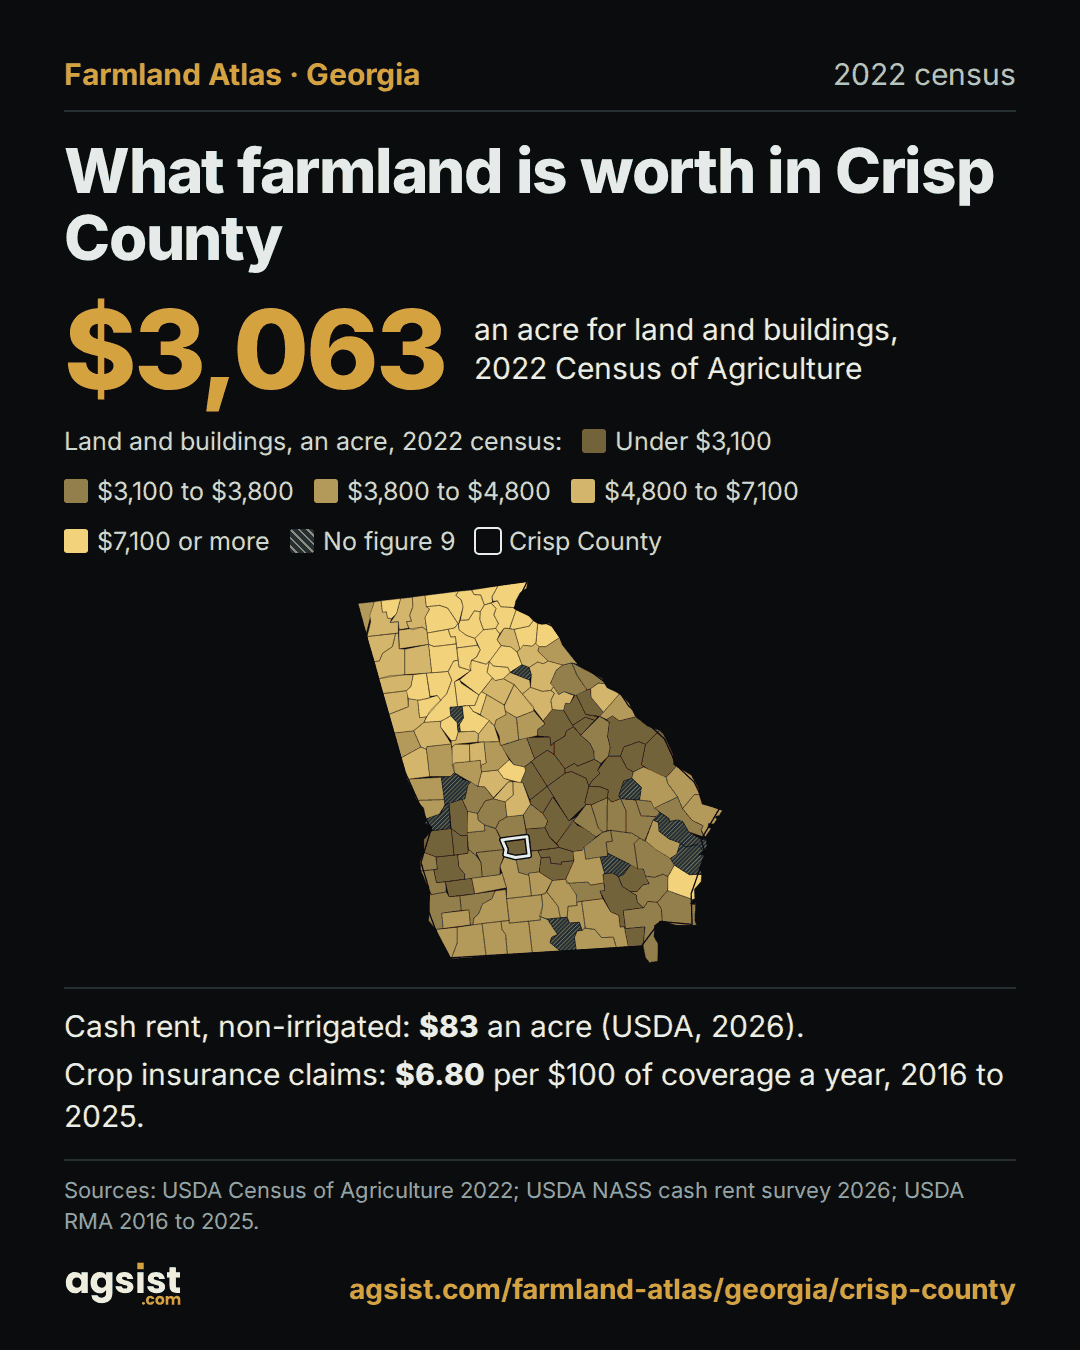 Farmland Atlas · Georgia
2022 census
What farmland is worth in Crisp
County
$3,063
an acre for land and buildings,
2022 Census of Agriculture
Land and buildings, an acre, 2022 census: Under $3,100
$3,100 to $3,800 $3,800 to $4,800 $4,800 to $7,100
$7,100 or more No figure 9 Crisp County
Cash rent, non-irrigated: $83 an acre (USDA, 2026).
Crop insurance claims: $6.80 per $100 of coverage a year, 2016 to
2025.
Sources: USDA Census of Agriculture 2022; USDA NASS cash rent survey 2026; USDA
RMA 2016 to 2025.
agsist
.com
agsist.com/farmland-atlas/georgia/crisp-county